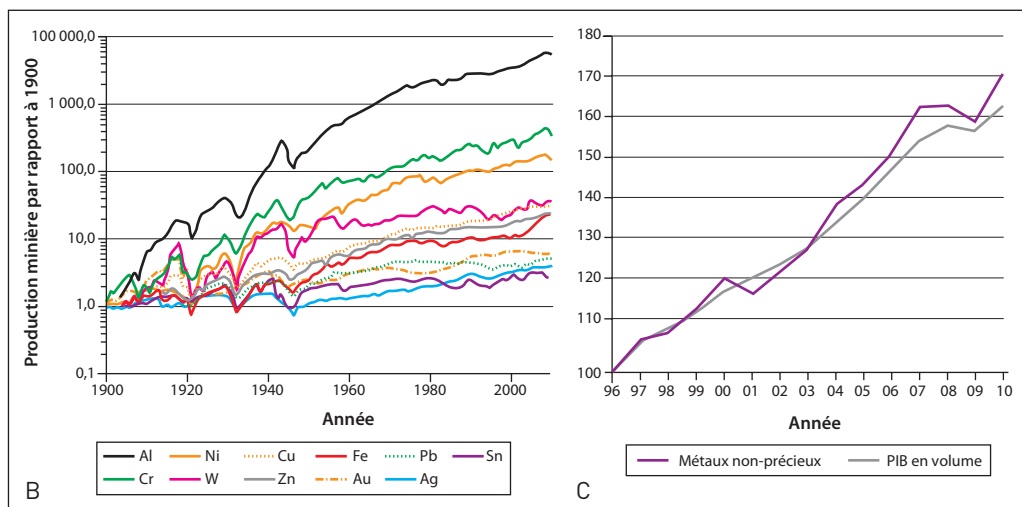 Production minière par rapport à 1900
100 000,0
1 000,0
100,0
10,0
1,0
0,1
1900 1920 1940 1960 1980 2000
Année
Al Ni Cu Fe Pb Sn
Cr W Zn Au Ag
B
180
170
160
150
140
130
120
110
100
96 97 98 99 00 01 02 03 04 05 06 07 08 09 10
Année
Métaux non-précieux PIB en volume
C